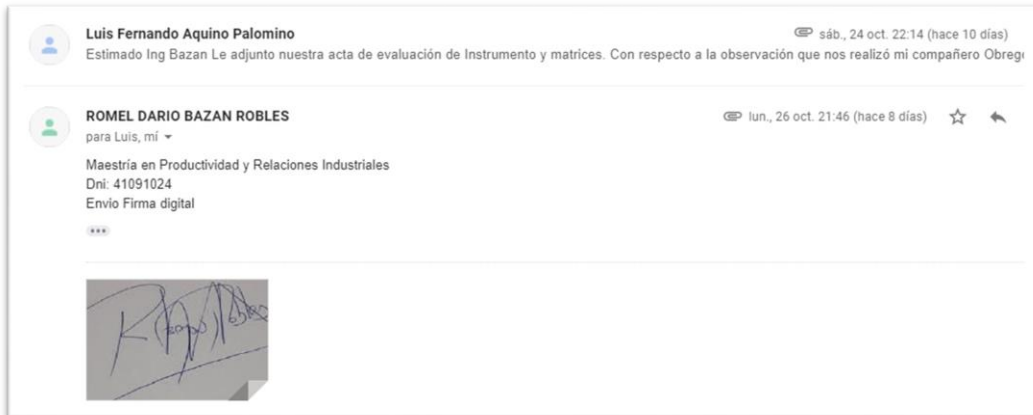 Luis Fernando Aquino Palomino
sáb., 24 oct. 22:14 (hace 10 días)
Estimado Ing Bazan Le adjunto nuestra acta de evaluación de Instrumento y matrices. Con respecto a la observación que nos realizó mi compañero Obreg
ROMEL DARIO BAZAN ROBLES
lun., 26 oct. 21:46 (hace 8 días)
para Luis, mí
Maestría en Productividad y Relaciones Industriales
Dni: 41091024
Envio Firma digital